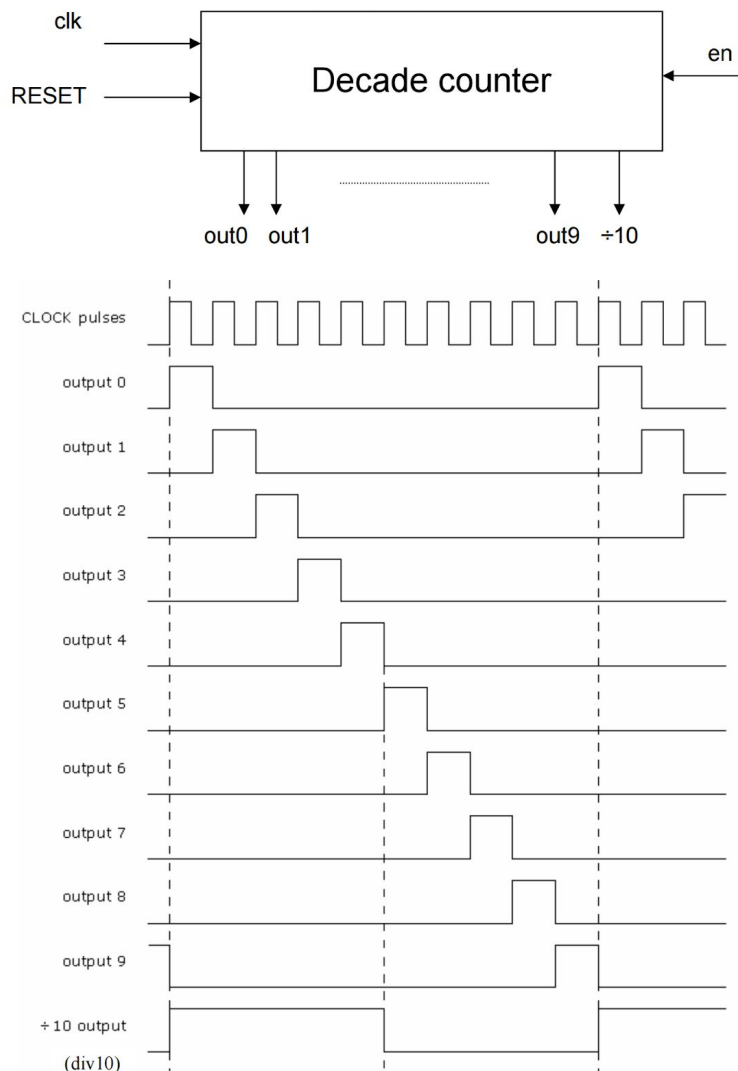 clk
Decade counter
en
RESET
out0 out1 out9 ÷10
CLOCK pulses
output 0
output 1
output 2
output 3
output 4
output 5
output 6
output 7
output 8
output 9
÷10 output
(div10)